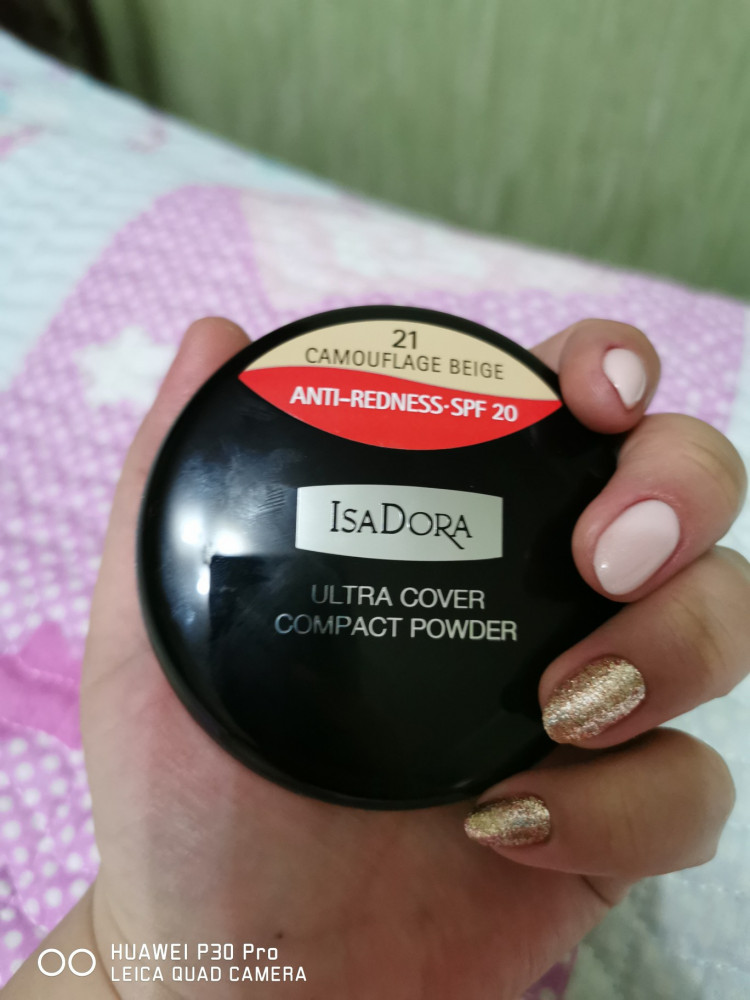 21
CAMOUFLAGE BEIGE
ANTI-REDNESS·SPF 20
ISADORA
ULTRA COVER
COMPACT POWDER
HUAWEI P30 Pro
LEICA QUAD CAMERA